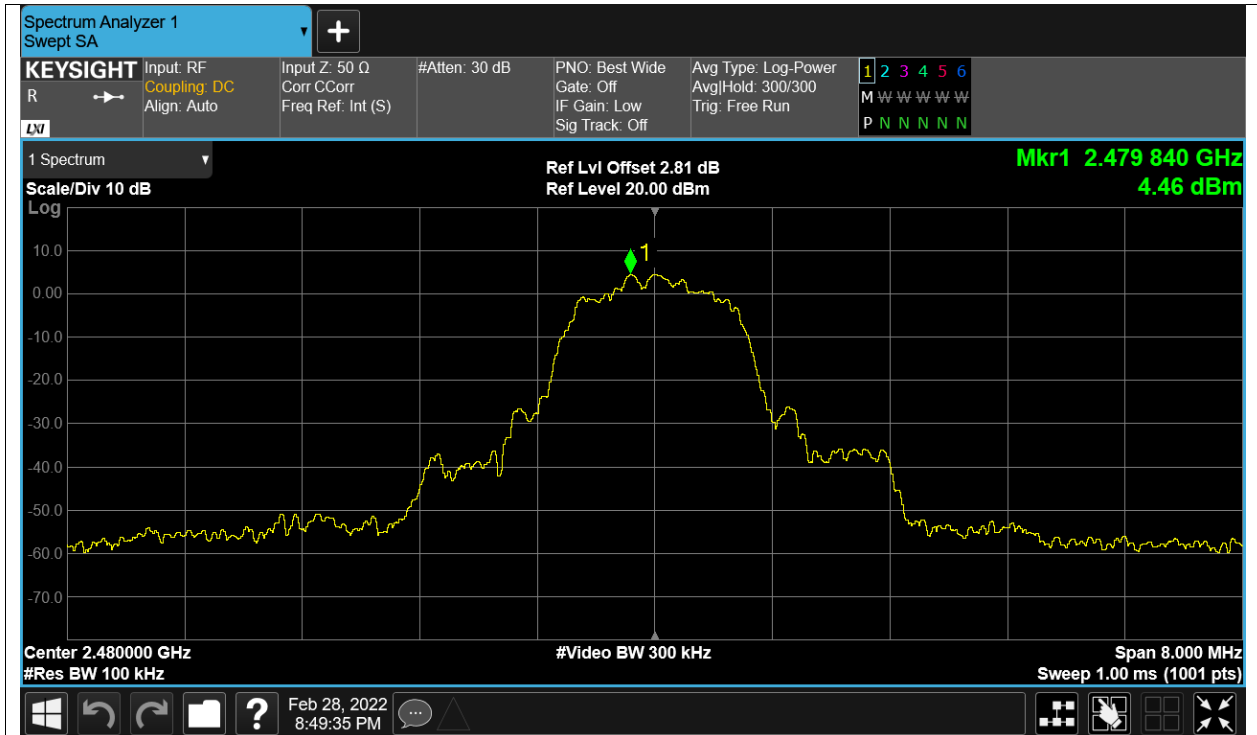 Spectrum Analyzer 1
Swept SA
KEYSIGHT
R
LXI
Input: RF
Coupling: DC
Align: Auto
Input Z: 50 Ω
Corr CCorr
Freq Ref: Int (S)
#Atten: 30 dB
PNO: Best Wide
Gate: Off
IF Gain: Low
Sig Track: Off
Avg Type: Log-Power
Avg|Hold: 300/300
Trig: Free Run
1 2 3 4 5 6
M W W W W W
P N N N N N N
1 Spectrum
Scale/Div 10 dB
Log
Ref Lvl Offset 2.81 dB
Ref Level 20.00 dBm
Mkr1 2.479 840 GHz
4.46 dBm
1
10.0
0.00
-10.0
-20.0
-30.0
-40.0
-50.0
-60.0
-70.0
Center 2.480000 GHz
#Res BW 100 kHz
#Video BW 300 kHz
Span 8.000 MHz
Sweep 1.00 ms (1001 pts)
?
Feb 28, 2022
8:49:35 PM